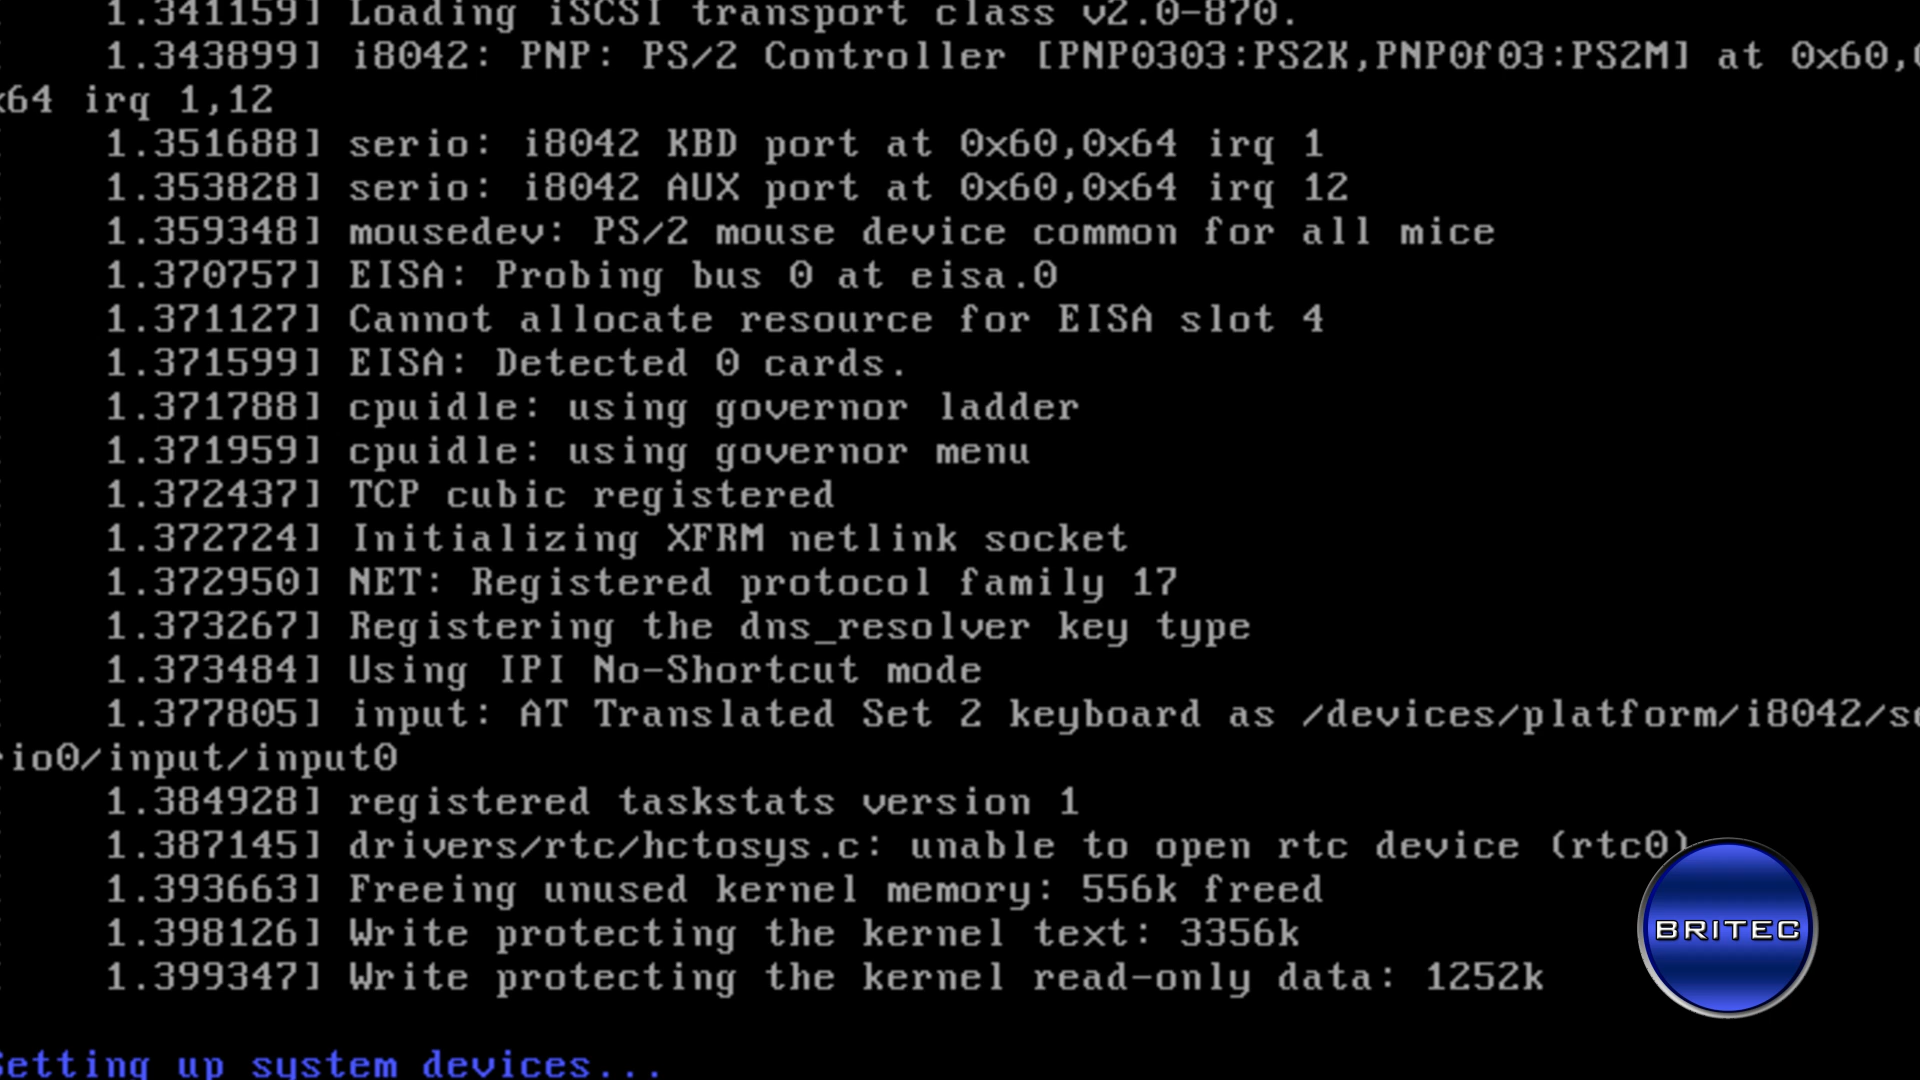 1.341159] Loading iSCSI transport class v2.0-870.
1.343899] i8042: PNP: PS/2 Controller [PNP0303:PS2K,PNP0f03:PS2M] at 0x60,0
x64 irq 1,12
1.351688] serio: i8042 KBD port at 0x60,0x64 irq 1
1.353828] serio: i8042 AUX port at 0x60,0x64 irq 12
1.359348] mousedev: PS/2 mouse device common for all mice
1.370757] EISA: Probing bus 0 at eisa.0
1.371127] Cannot allocate resource for EISA slot 4
1.371599] EISA: Detected 0 cards.
1.371788] cpuidle: using governor ladder
1.371959] cpuidle: using governor menu
1.372437] TCP cubic registered
1.372724] Initializing XFRM netlink socket
1.372950] NET: Registered protocol family 17
1.373267] Registering the dns_resolver key type
1.373484] Using IPI No-Shortcut mode
1.377805] input: AT Translated Set 2 keyboard as /devices/platform/i8042/se
rio0/input/input0
1.384928] registered taskstats version 1
1.387145] drivers/rtc/hctosys.c: unable to open rtc device (rtc0)
1.393663] Freeing unused kernel memory: 556k freed
1.398126] Write protecting the kernel text: 3356k
1.399347] Write protecting the kernel read-only data: 1252k
Setting up system devices...
BRITEC